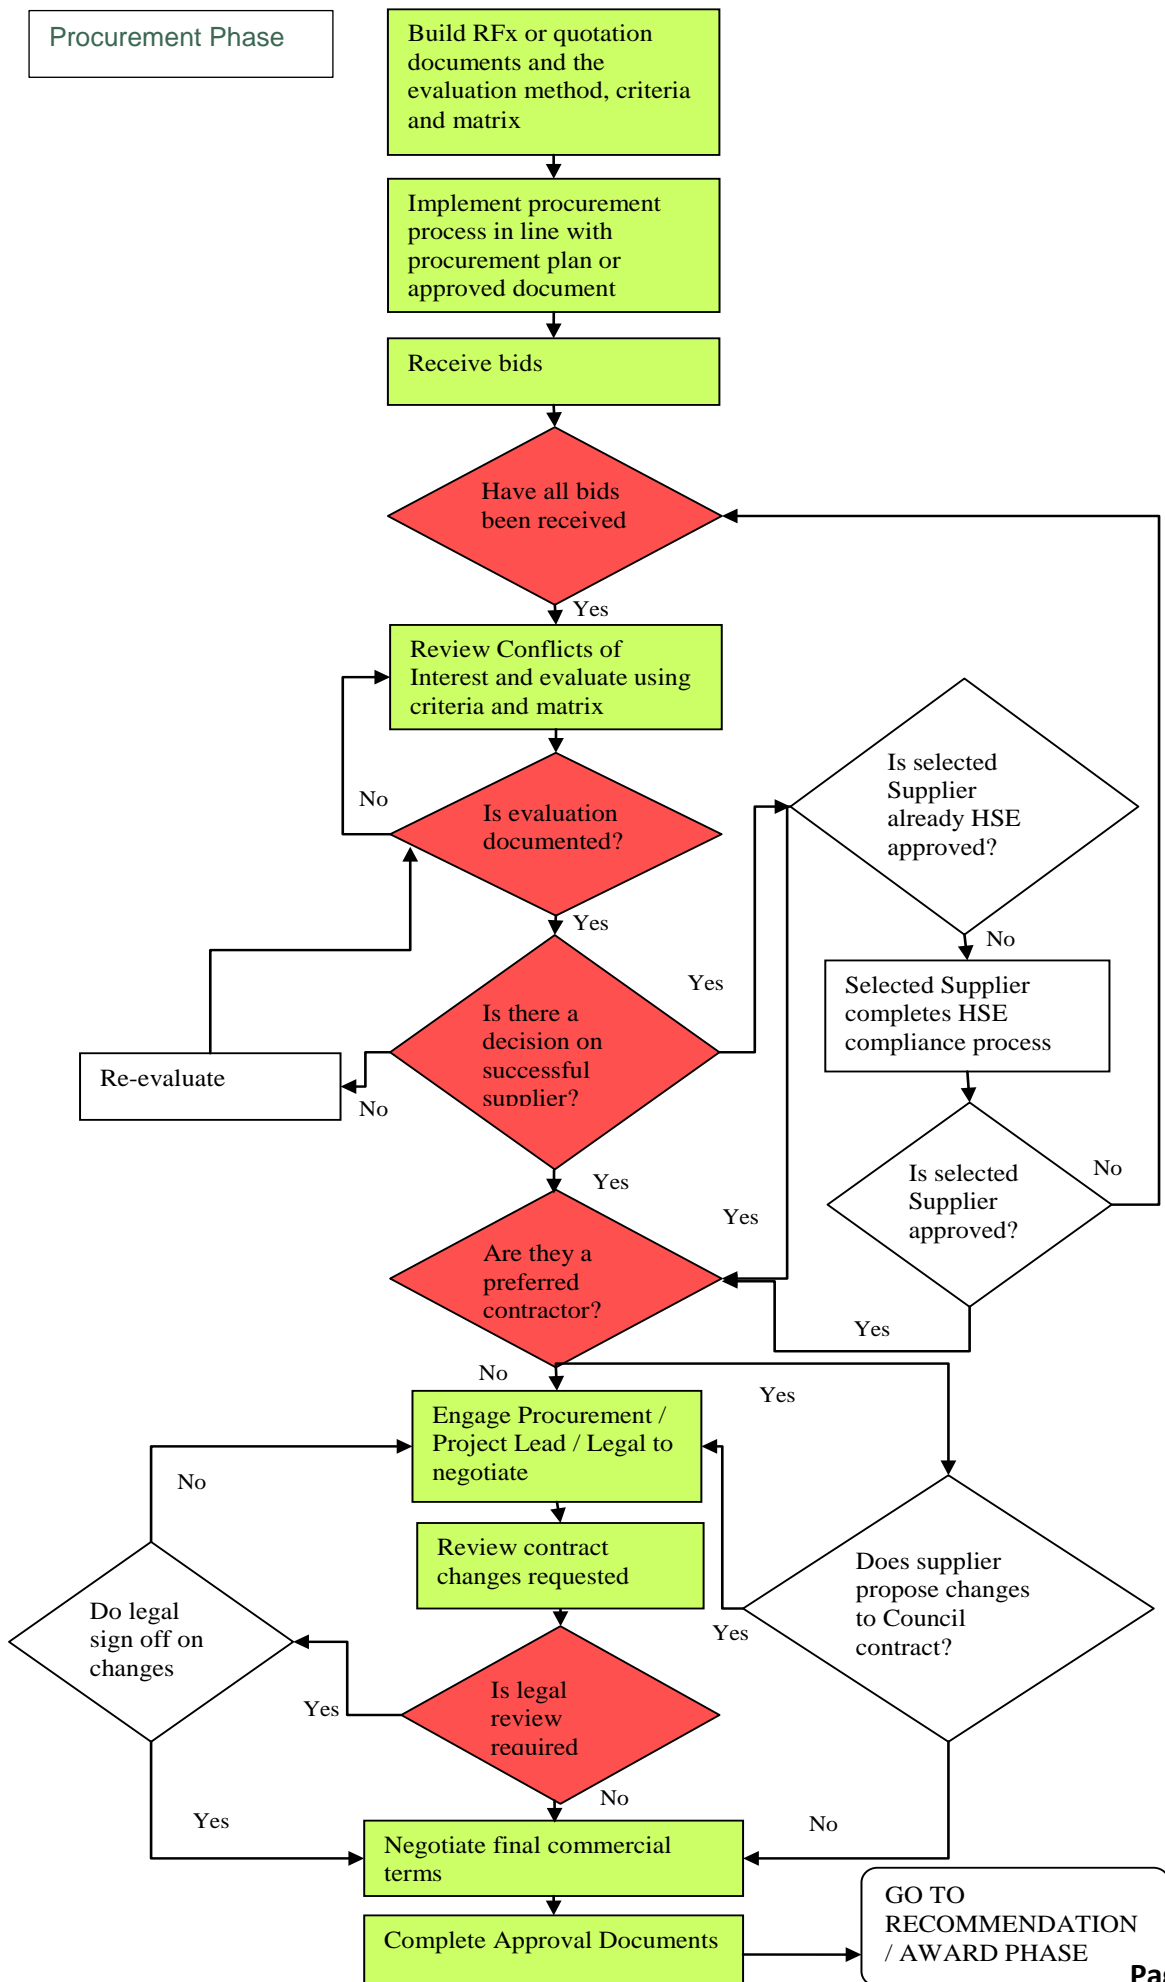 Procurement Phase
Build RFx or quotation
documents and the
evaluation method, criteria
and matrix
Implement procurement
process in line with
procurement plan or
approved document
Receive bids
Have all bids
been received
Yes
Review Conflicts of
Interest and evaluate using
criteria and matrix
Is selected
Supplier
already HSE
approved?
No
Is evaluation
documented?
Yes
No
Yes
Selected Supplier
completes HSE
compliance process
Is there a
decision on
successful
supplier?
Re-evaluate
No
Yes
Yes
Is selected
Supplier
approved?
No
Are they a
preferred
contractor?
Yes
No
Yes
Engage Procurement /
Project Lead / Legal to
negotiate
No
Review contract
changes requested
Does supplier
propose changes
to Council
contract?
Yes
Do legal
sign off on
changes
Is legal
review
required
Yes
No
Yes
No
Negotiate final commercial
terms
Complete Approval Documents
GO TO
RECOMMENDATION
/ AWARD PHASE
Pag